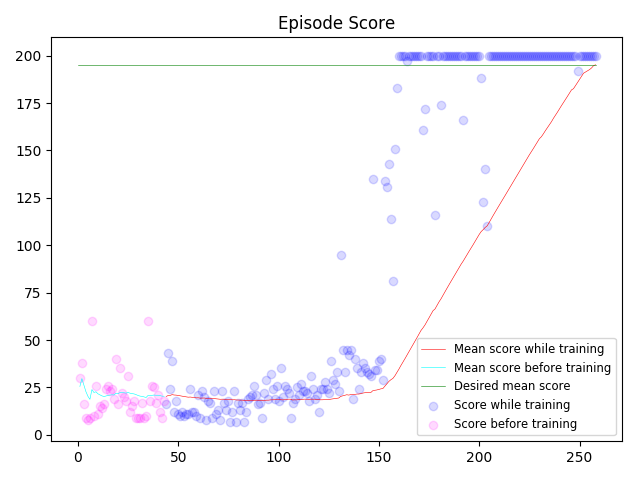 Episode Score
200
175
150
125
100
75
50
25
0
Mean score while training
Mean score before training
Desired mean score
Score while training
Score before training
0 50 100 150 200 250